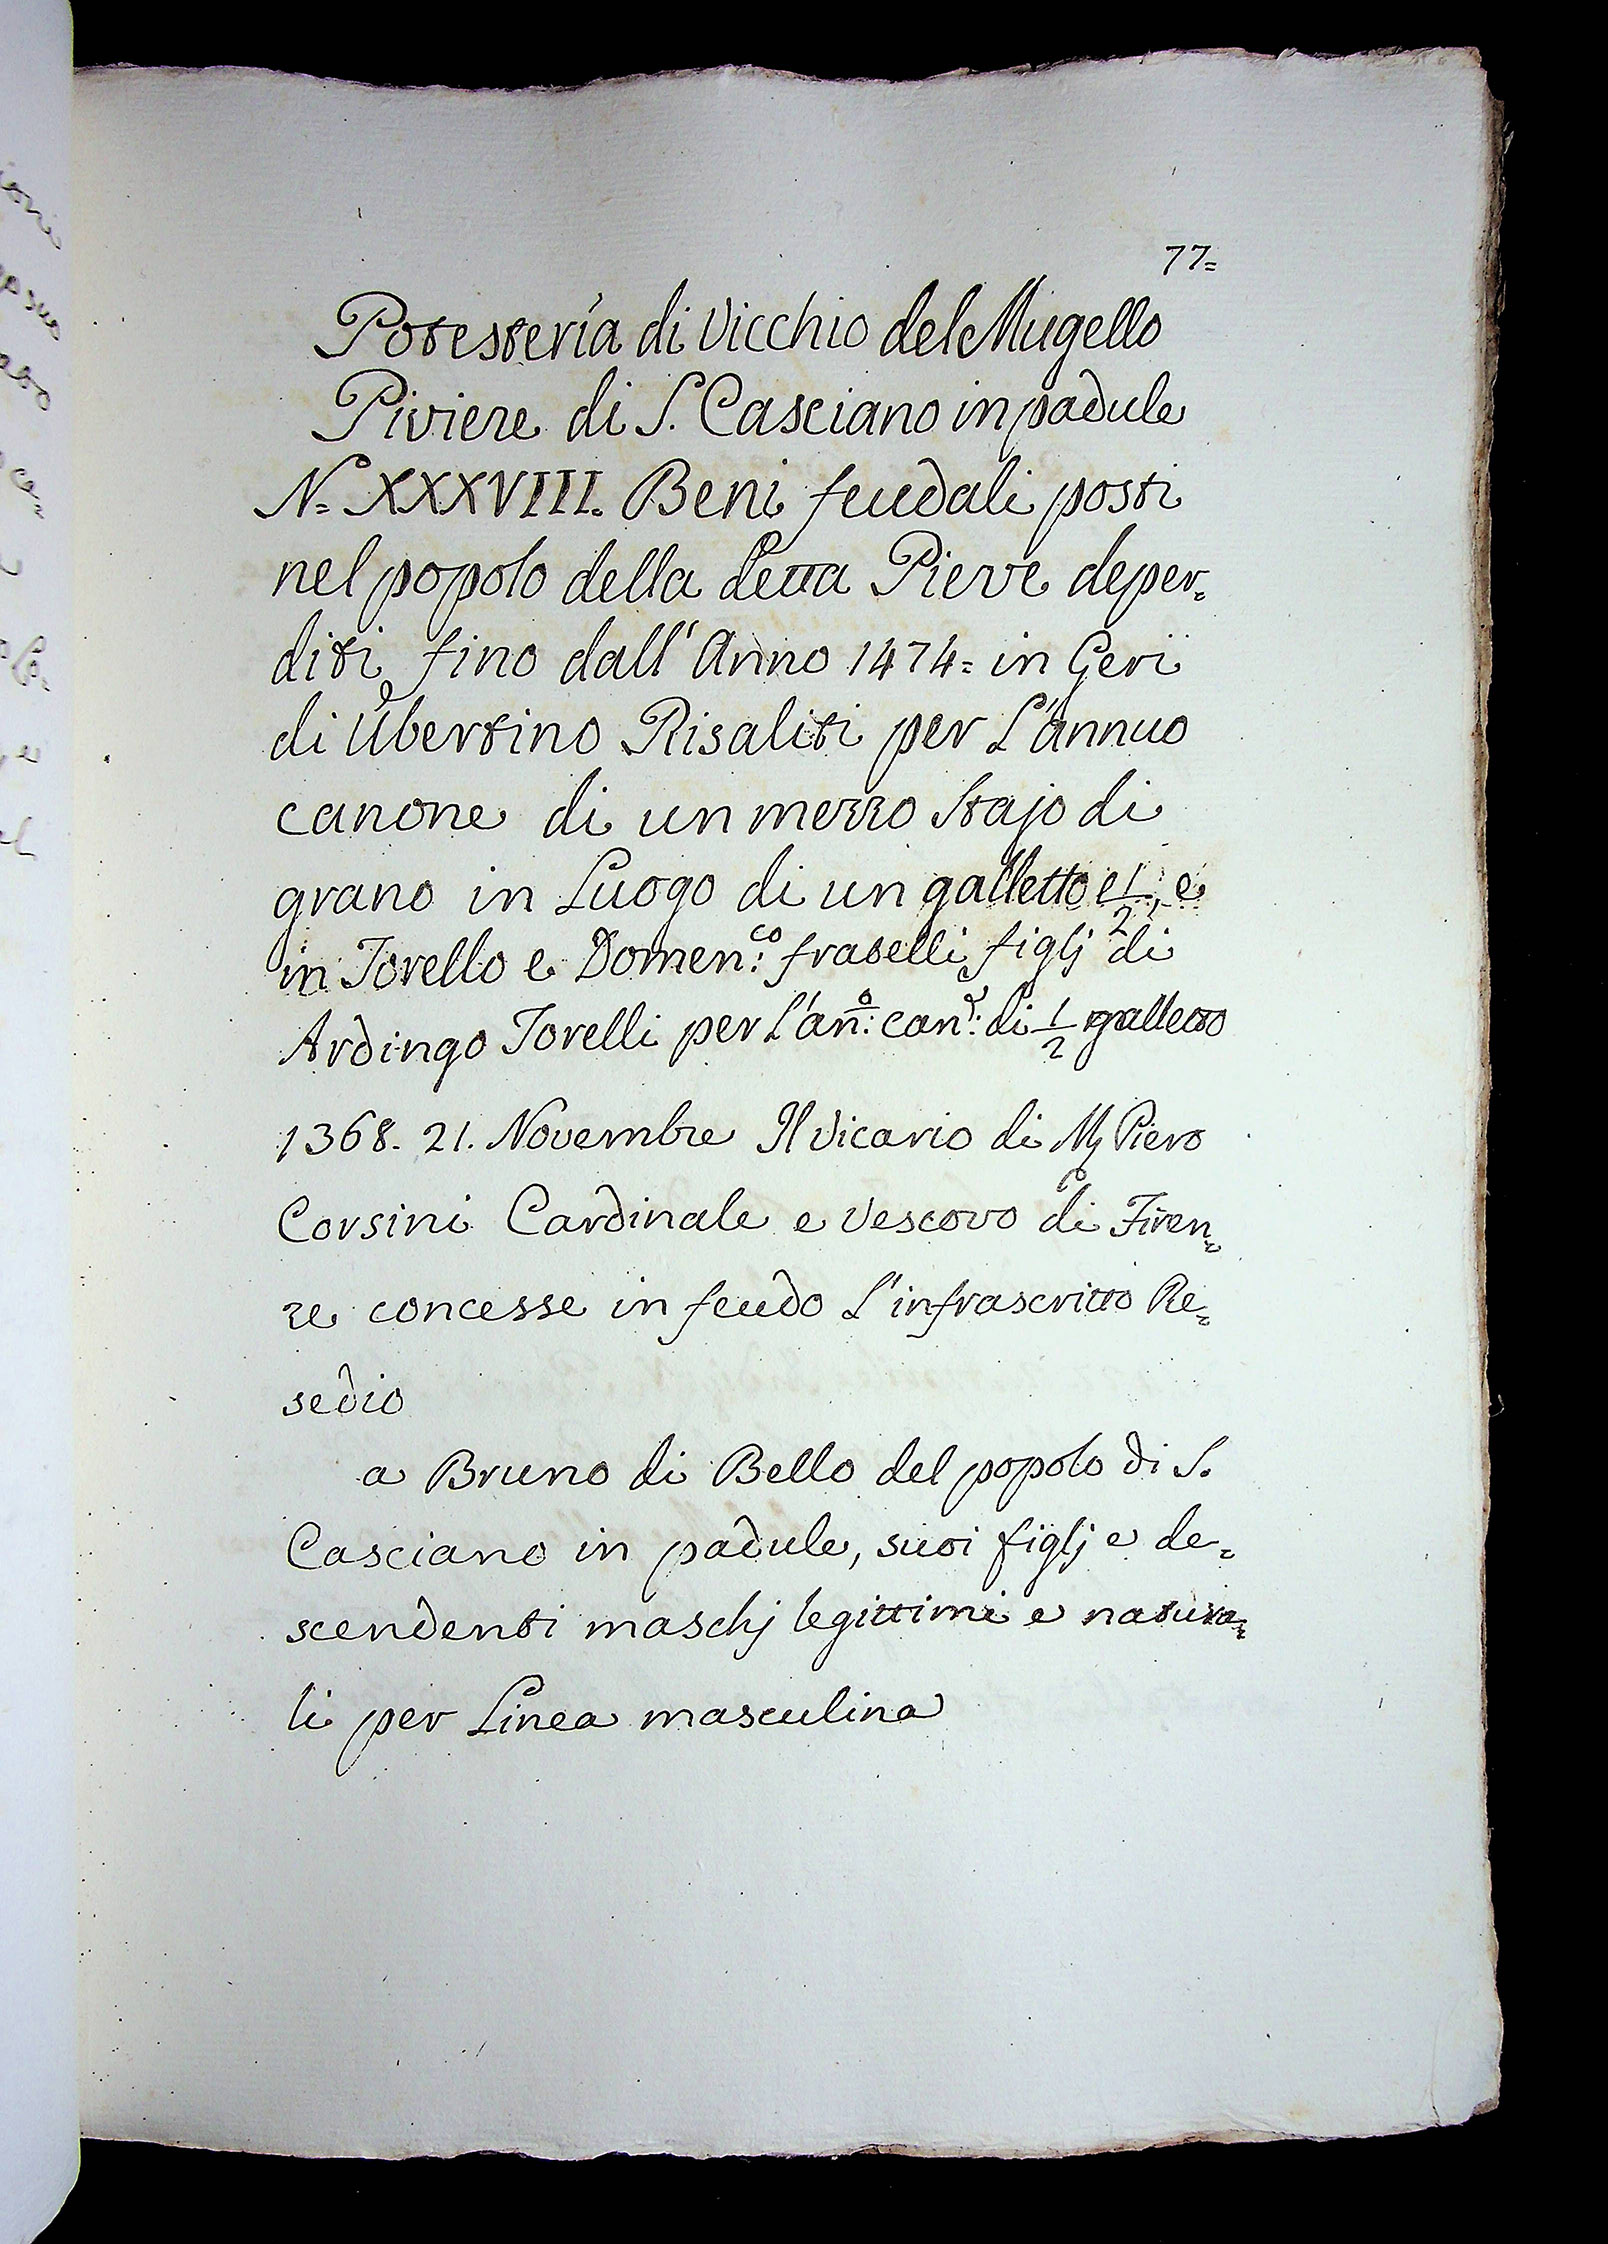 77=
Potestería di Vicchio del Mugello
Piviere di S. Casciano in padule
N.= XXXVIII. Beni feudali posti
nel popolo della detta Pieve deper=
diti fino dall' Anno 1474= in Geri
di Ubertino Risaliti per L'annuo
canone di un mezzo Stajo di
grano in Luogo di un galletto e 1/2, e
in Torello e Domen:co fratelli figlj di
Ardingo Torelli per L'an:o can:e di 1/2 galletto
1368. 21. Novembre Il Vicario di M. Piero
Corsini Cardinale e Vescovo di Firen=
ze concesse in feudo L'infrascritto Re=
sedio
a Bruno di Bello del popolo di S.
Casciano in padule, suoi figlj e de=
scendenti maschj legittimi e natura=
li per Linea masculina